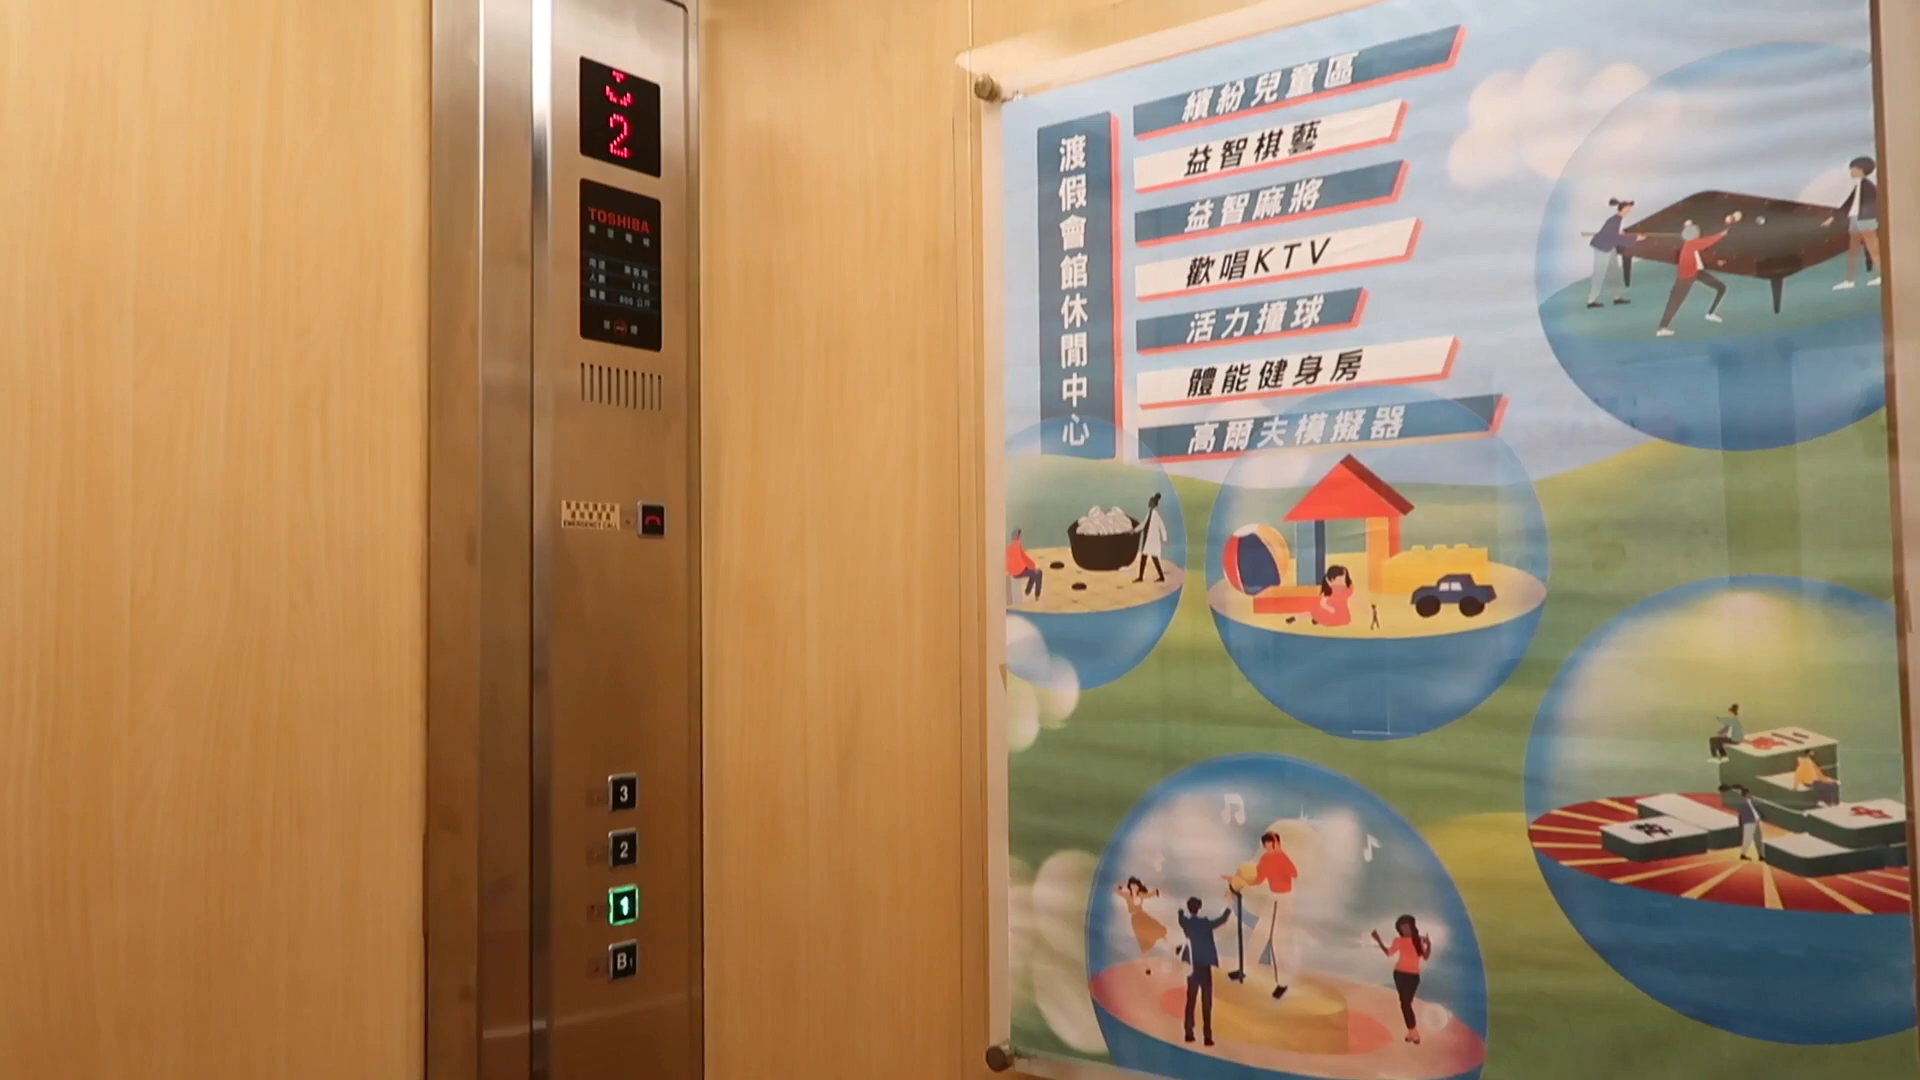 2
TOSHIBA
EMERGENCY CALL
3
2
1
B1
渡假會館休閒中心
繽紛兒童區
益智棋藝
益智麻將
歡唱KTV
活力撞球
體能健身房
高爾夫模擬器